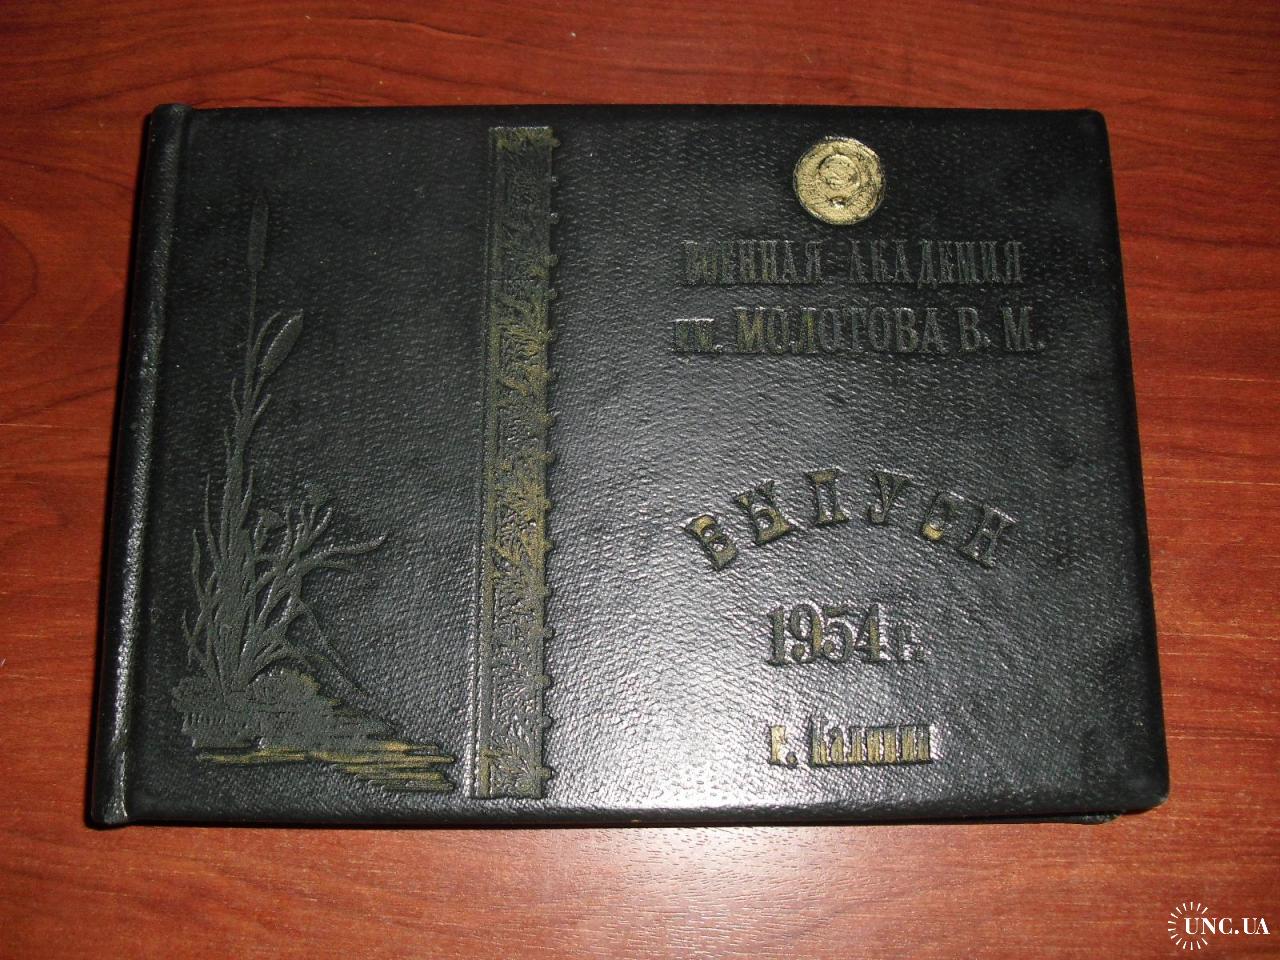 ВОЕННАЯ АКАДЕМИЯ
им. МОЛОТОВА В. М.
ВЫПУСК
1954 г.
г. Калинин
UNC.UA